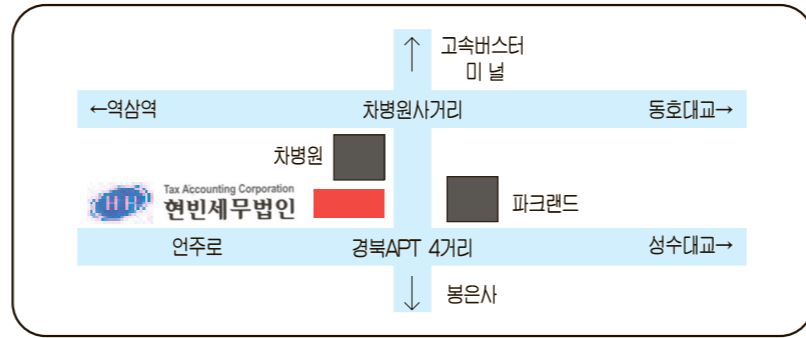 ↑ 고속버스터
미 널
←역삼역 차병원사거리 동호대교→
차병원
HH Tax Accounting Corporation
현빈세무법인
파크랜드
언주로 경북APT 4거리 성수대교→
↓ 봉은사